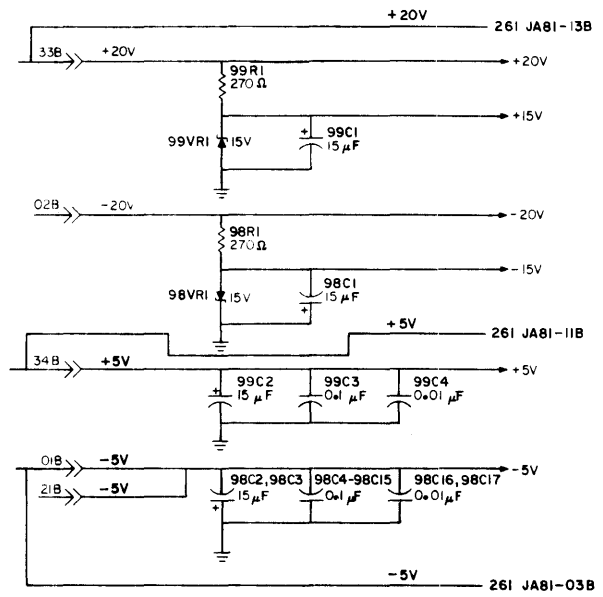 +20V
261 JA81-13B
33B +20V
+20V
99R1
270Ω
+15V
99VR1 15V
+ 99C1
15 μF
02B -20V
-20V
98R1
270Ω
-15V
98VR1 15V
98C1
15 μF
+
+5V
261 JA81-11B
34B +5V
+5V
99C2
+ 15 μF
99C3
0.1 μF
99C4
0.01 μF
01B -5V
-5V
21B -5V
98C2,98C3
15 μF
+
98C4-98C15
0.1 μF
98C16,98C17
0.01 μF
-5V
261 JA81-03B